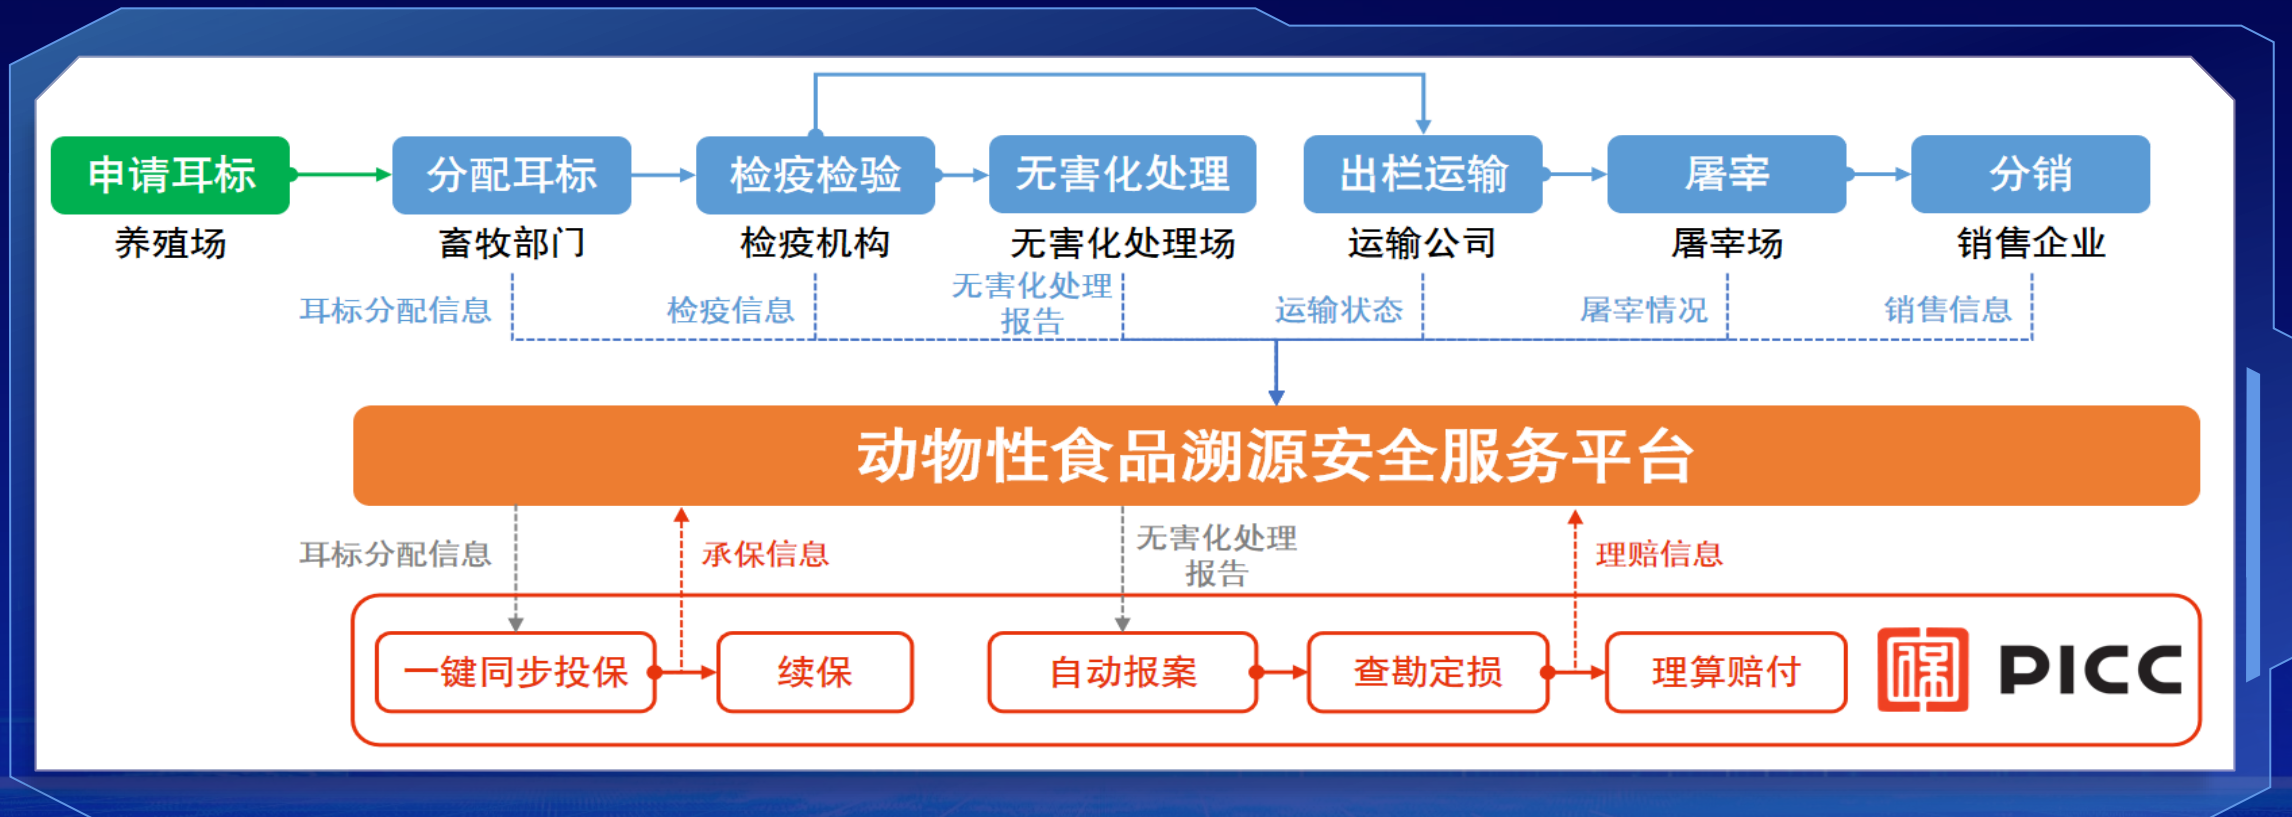 申请耳标
分配耳标
检疫检验
无害化处理
出栏运输
屠宰
分销
养殖场
畜牧部门
检疫机构
无害化处理场
运输公司
屠宰场
销售企业
耳标分配信息
检疫信息
无害化处理
报告
运输状态
屠宰情况
销售信息
动物性食品溯源安全服务平台
耳标分配信息
承保信息
无害化处理
报告
理赔信息
一键同步投保
续保
自动报案
查勘定损
理算赔付
保
PICC